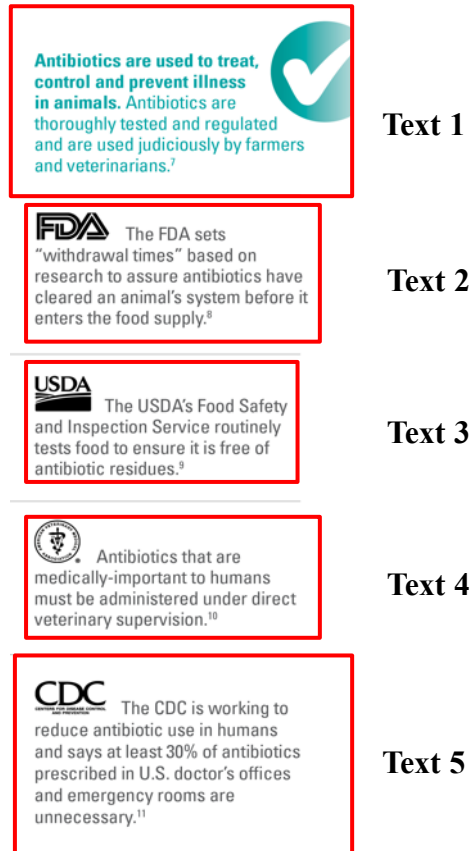 Antibiotics are used to treat,
control and prevent illness
in animals. Antibiotics are
thoroughly tested and regulated
and are used judiciously by farmers
and veterinarians.⁷
Text 1
FDA The FDA sets
“withdrawal times” based on
research to assure antibiotics have
cleared an animal’s system before it
enters the food supply.⁸
Text 2
USDA
The USDA’s Food Safety
and Inspection Service routinely
tests food to ensure it is free of
antibiotic residues.⁹
Text 3
Antibiotics that are
medically-important to humans
must be administered under direct
veterinary supervision.¹⁰
Text 4
CDC
CENTERS FOR DISEASE CONTROL
AND PREVENTION
The CDC is working to
reduce antibiotic use in humans
and says at least 30% of antibiotics
prescribed in U.S. doctor’s offices
and emergency rooms are
unnecessary.¹¹
Text 5